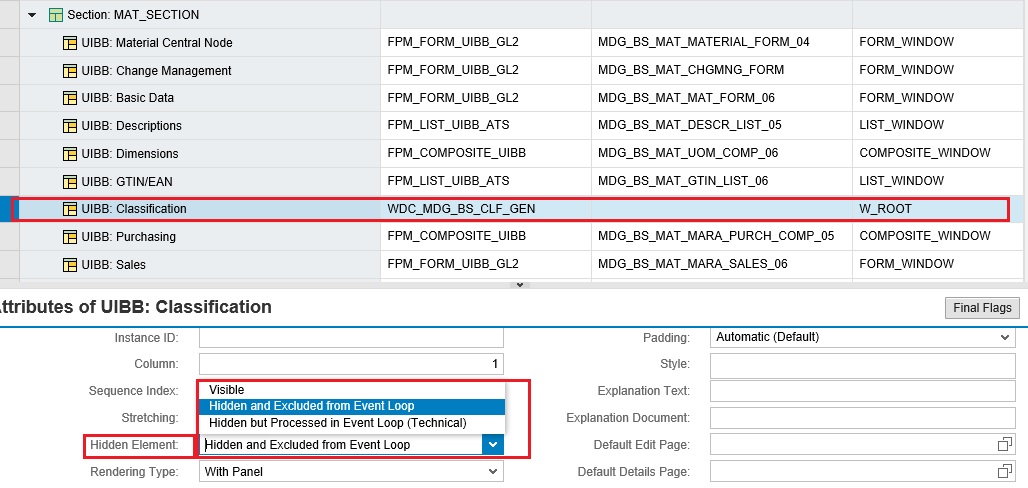 Section: MAT_SECTION
UIBB: Material Central Node FPM_FORM_UIBB_GL2 MDG_BS_MAT_MATERIAL_FORM_04 FORM_WINDOW
UIBB: Change Management FPM_FORM_UIBB_GL2 MDG_BS_MAT_CHGMNG_FORM FORM_WINDOW
UIBB: Basic Data FPM_FORM_UIBB_GL2 MDG_BS_MAT_MAT_FORM_06 FORM_WINDOW
UIBB: Descriptions FPM_LIST_UIBB_ATS MDG_BS_MAT_DESCR_LIST_05 LIST_WINDOW
UIBB: Dimensions FPM_COMPOSITE_UIBB MDG_BS_MAT_UOM_COMP_06 COMPOSITE_WINDOW
UIBB: GTIN/EAN FPM_LIST_UIBB_ATS MDG_BS_MAT_GTIN_LIST_06 LIST_WINDOW
UIBB: Classification WDC_MDG_BS_CLF_GEN W_ROOT
UIBB: Purchasing FPM_COMPOSITE_UIBB MDG_BS_MAT_MARA_PURCH_COMP_05 COMPOSITE_WINDOW
UIBB: Sales FPM_FORM_UIBB_GL2 MDG_BS_MAT_MARA_SALES_06 FORM_WINDOW
ttributes of UIBB: Classification Final Flags
Instance ID: Padding: Automatic (Default)
Column: 1 Style:
Sequence Index: Visible Explanation Text:
Hidden and Excluded from Event Loop
Stretching: Hidden but Processed in Event Loop (Technical) Explanation Document:
Hidden Element: Hidden and Excluded from Event Loop Default Edit Page:
Rendering Type: With Panel Default Details Page: